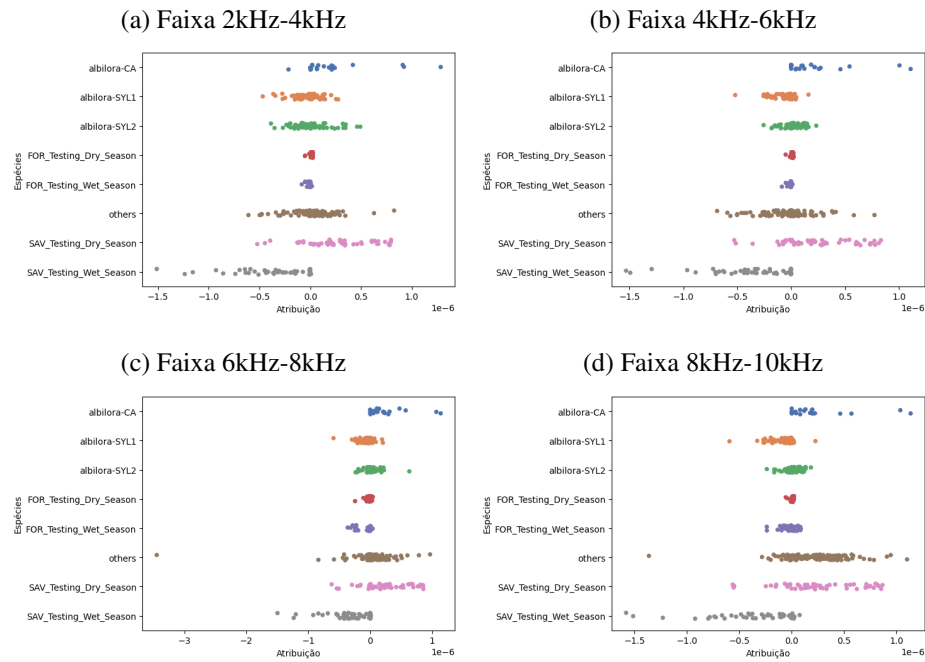 (a) Faixa 2kHz-4kHz
albilora-CA
albilora-SYL1
albilora-SYL2
FOR_Testing_Dry_Season
FOR_Testing_Wet_Season
others
SAV_Testing_Dry_Season
SAV_Testing_Wet_Season
Espécies
−1.5 −1.0 −0.5 0.0 0.5 1.0
Atribuição
1e−6
(b) Faixa 4kHz-6kHz
albilora-CA
albilora-SYL1
albilora-SYL2
FOR_Testing_Dry_Season
FOR_Testing_Wet_Season
others
SAV_Testing_Dry_Season
SAV_Testing_Wet_Season
Espécies
−1.5 −1.0 −0.5 0.0 0.5 1.0
Atribuição
1e−6
(c) Faixa 6kHz-8kHz
albilora-CA
albilora-SYL1
albilora-SYL2
FOR_Testing_Dry_Season
FOR_Testing_Wet_Season
others
SAV_Testing_Dry_Season
SAV_Testing_Wet_Season
Espécies
−3 −2 −1 0 1
Atribuição
1e−6
(d) Faixa 8kHz-10kHz
albilora-CA
albilora-SYL1
albilora-SYL2
FOR_Testing_Dry_Season
FOR_Testing_Wet_Season
others
SAV_Testing_Dry_Season
SAV_Testing_Wet_Season
Espécies
−1.5 −1.0 −0.5 0.0 0.5 1.0
Atribuição
1e−6